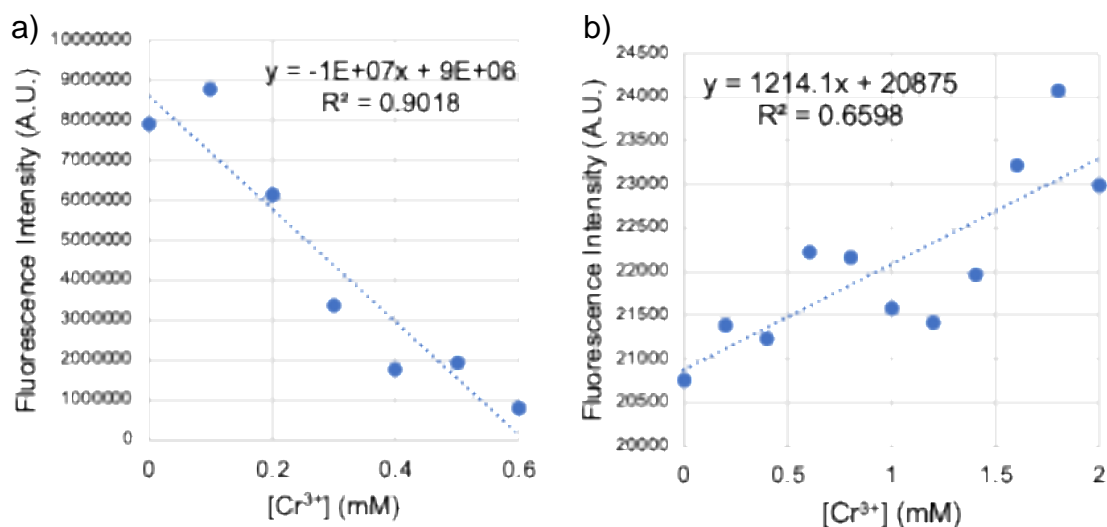 a)
Fluorescence Intensity (A.U.)
10000000
9000000
8000000
7000000
6000000
5000000
4000000
3000000
2000000
1000000
0
y = -1E+07x + 9E+06
R² = 0.9018
0 0.2 0.4 0.6
[Cr³⁺] (mM)
b)
Fluorescence Intensity (A.U.)
24500
24000
23500
23000
22500
22000
21500
21000
20500
20000
y = 1214.1x + 20875
R² = 0.6598
0 0.5 1 1.5 2
[Cr³⁺] (mM)